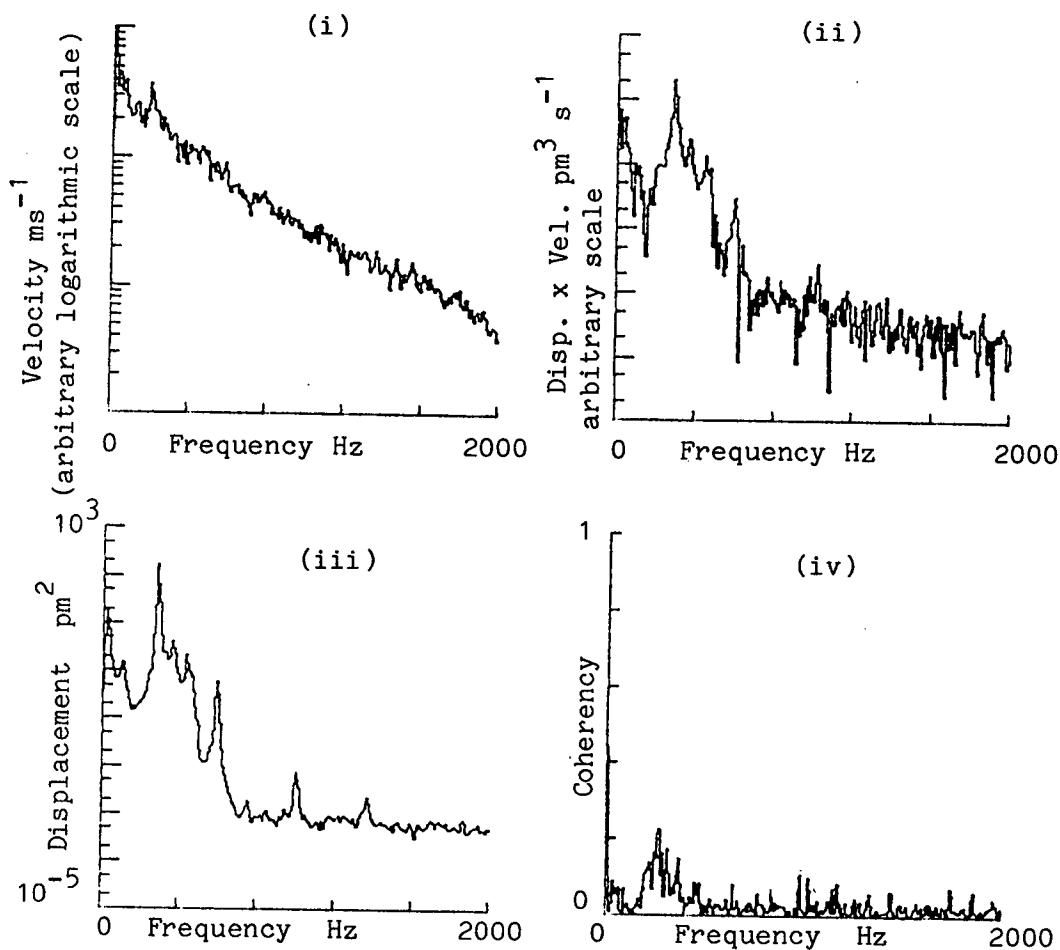 (i)
Velocity ms⁻¹
(arbitrary logarithmic scale)
0
Frequency Hz
2000
(ii)
Disp. x Vel. pm³ s⁻¹
arbitrary scale
0
Frequency Hz
2000
(iii)
10³
Displacement pm²
10⁻⁵
0
Frequency Hz
2000
(iv)
1
Coherency
0
0
Frequency Hz
2000